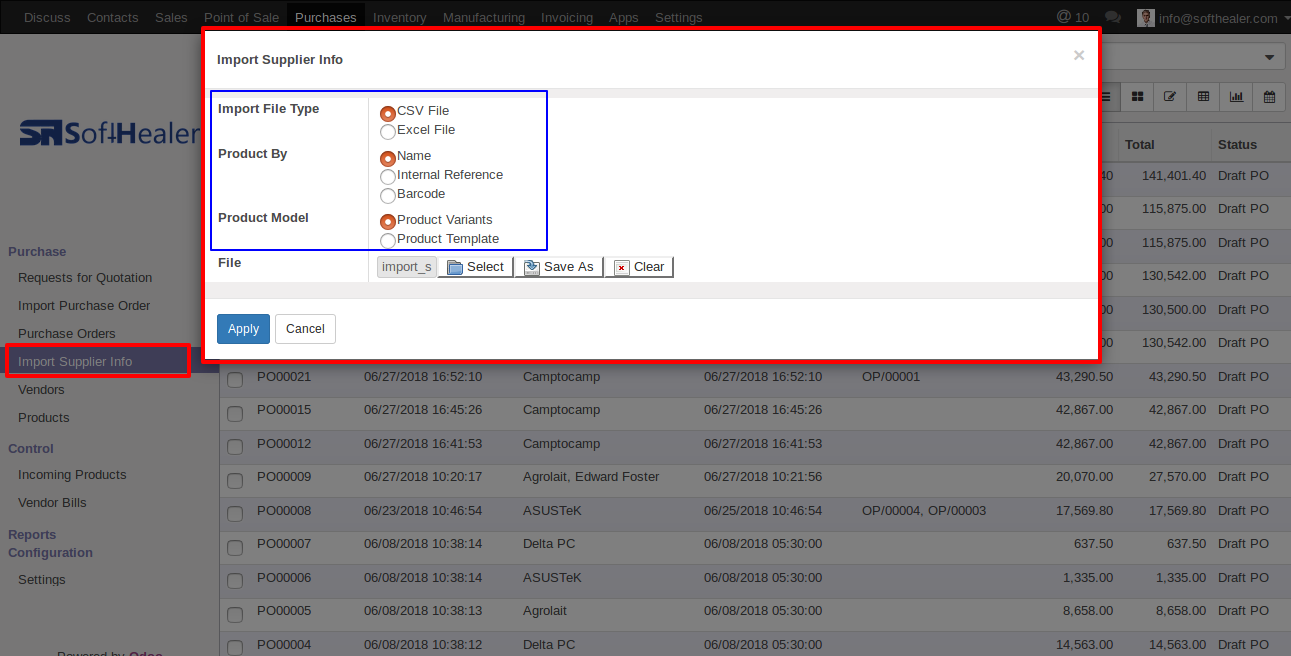 Discuss Contacts Sales Point of Sale Purchases Inventory Manufacturing Invoicing Apps Settings @ 10 info@softhealer.com
Import Supplier Info ×
Import File Type
CSV File
Excel File
Product By
Name
Internal Reference
Barcode
Product Model
Product Variants
Product Template
File import_s Select Save As Clear
Apply Cancel
SoftHealer
Purchase
Requests for Quotation
Import Purchase Order
Purchase Orders
Import Supplier Info
Vendors
Products
Control
Incoming Products
Vendor Bills
Reports
Configuration
Settings
Powered by Odoo
Total Status
40 141,401.40 Draft PO
00 115,875.00 Draft PO
00 115,875.00 Draft PO
00 130,542.00 Draft PO
00 130,500.00 Draft PO
00 130,542.00 Draft PO
PO00021 06/27/2018 16:52:10 Camptocamp 06/27/2018 16:52:10 OP/00001 43,290.50 43,290.50 Draft PO
PO00015 06/27/2018 16:45:26 Camptocamp 06/27/2018 16:45:26 42,867.00 42,867.00 Draft PO
PO00012 06/27/2018 16:41:53 Camptocamp 06/27/2018 16:41:53 42,867.00 42,867.00 Draft PO
PO00009 06/27/2018 10:20:17 Agrolait, Edward Foster 06/27/2018 10:21:56 20,070.00 27,570.00 Draft PO
PO00008 06/23/2018 10:46:54 ASUSTeK 06/25/2018 10:46:54 OP/00004, OP/00003 17,569.80 17,569.80 Draft PO
PO00007 06/08/2018 10:38:14 Delta PC 06/08/2018 05:30:00 637.50 637.50 Draft PO
PO00006 06/08/2018 10:38:14 ASUSTeK 06/08/2018 05:30:00 1,335.00 1,335.00 Draft PO
PO00005 06/08/2018 10:38:13 Agrolait 06/08/2018 05:30:00 8,658.00 8,658.00 Draft PO
PO00004 06/08/2018 10:38:12 Delta PC 06/08/2018 05:30:00 14,563.00 14,563.00 Draft PO